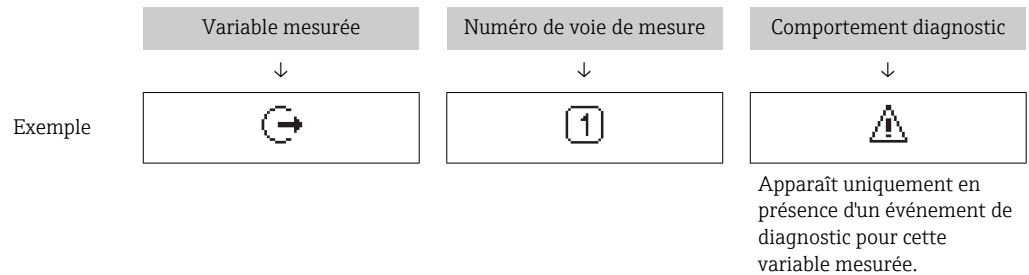 Variable mesurée
Numéro de voie de mesure
Comportement diagnostic
↓
↓
↓
Exemple
1
Apparaît uniquement en
présence d'un événement de
diagnostic pour cette
variable mesurée.